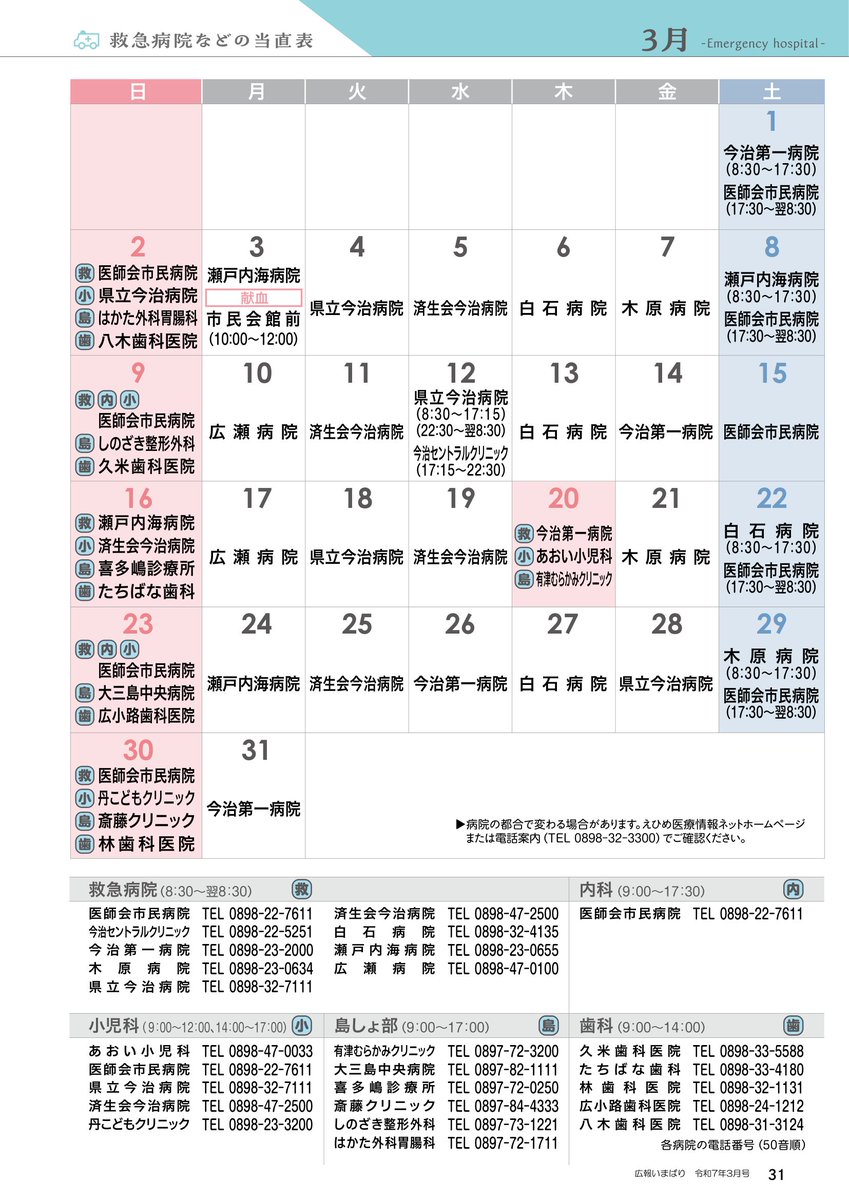 救急病院などの当直表
3月 -Emergency hospital-
日 月 火 水 木 金 土
1
今治第一病院
(8:30～17:30)
医師会市民病院
(17:30～翌8:30)
2
救 医師会市民病院
小 県立今治病院
島 はかた外科胃腸科
歯 八木歯科医院
3
瀬戸内海病院
献血
市民会館前
(10:00～12:00)
4
県立今治病院
5
済生会今治病院
6
白石病院
7
木原病院
8
瀬戸内海病院
(8:30～17:30)
医師会市民病院
(17:30～翌8:30)
9
救 内 小
医師会市民病院
島 しのざき整形外科
歯 久米歯科医院
10
広瀬病院
11
済生会今治病院
12
県立今治病院
(8:30～17:15)
(22:30～翌8:30)
今治セントラルクリニック
(17:15～22:30)
13
白石病院
14
今治第一病院
15
医師会市民病院
16
救 瀬戸内海病院
小 済生会今治病院
島 喜多嶋診療所
歯 たちばな歯科
17
広瀬病院
18
県立今治病院
19
済生会今治病院
20
救 今治第一病院
小 あおい小児科
島 有津むらかみクリニック
21
木原病院
22
白石病院
(8:30～17:30)
医師会市民病院
(17:30～翌8:30)
23
救 内 小
医師会市民病院
島 大三島中央病院
歯 広小路歯科医院
24
瀬戸内海病院
25
済生会今治病院
26
今治第一病院
27
白石病院
28
県立今治病院
29
木原病院
(8:30～17:30)
医師会市民病院
(17:30～翌8:30)
30
救 医師会市民病院
小 丹こどもクリニック
島 斎藤クリニック
歯 林歯科医院
31
今治第一病院
▶病院の都合で変わる場合があります。えひめ医療情報ネットホームページ
または電話案内(TEL 0898-32-3300)でご確認ください。
救急病院(8:30～翌8:30) 救
医師会市民病院 TEL 0898-22-7611
今治セントラルクリニック TEL 0898-22-5251
今治第一病院 TEL 0898-23-2000
木原病院 TEL 0898-23-0634
県立今治病院 TEL 0898-32-7111
済生会今治病院 TEL 0898-47-2500
白石病院 TEL 0898-32-4135
瀬戸内海病院 TEL 0898-23-0655
広瀬病院 TEL 0898-47-0100
内科(9:00～17:30) 内
医師会市民病院 TEL 0898-22-7611
小児科(9:00～12:00、14:00～17:00) 小
あおい小児科 TEL 0898-47-0033
医師会市民病院 TEL 0898-22-7611
県立今治病院 TEL 0898-32-7111
済生会今治病院 TEL 0898-47-2500
丹こどもクリニック TEL 0898-23-3200
島しょ部(9:00～17:00) 島
有津むらかみクリニック TEL 0897-72-3200
大三島中央病院 TEL 0897-82-1111
喜多嶋診療所 TEL 0897-72-0250
斎藤クリニック TEL 0897-84-4333
しのざき整形外科 TEL 0897-73-1221
はかた外科胃腸科 TEL 0897-72-1711
歯科(9:00～14:00) 歯
久米歯科医院 TEL 0898-33-5588
たちばな歯科 TEL 0898-33-4180
林歯科医院 TEL 0898-32-1131
広小路歯科医院 TEL 0898-24-1212
八木歯科医院 TEL 0898-31-3124
各病院の電話番号(50音順)
広報いまばり 令和7年3月号 31